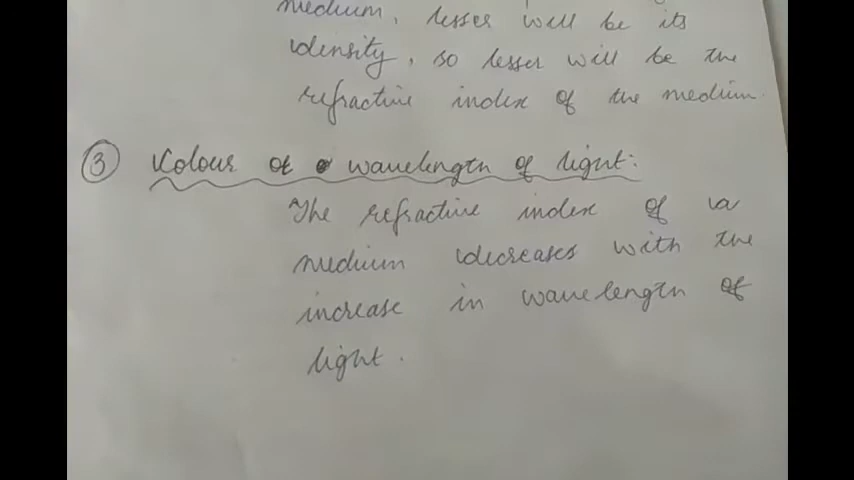 medium, lesser will be its
density, so lesser will be the
refractive index of the medium.
③ Colour of wavelength of light:
The refractive index of a
medium decreases with the
increase in wavelength of
light.